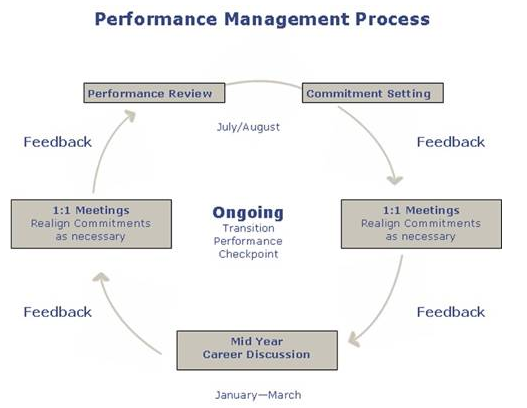 Performance Management Process
Performance Review
Commitment Setting
July/August
Feedback
Feedback
1:1 Meetings
Realign Commitments
as necessary
Ongoing
Transition
Performance
Checkpoint
1:1 Meetings
Realign Commitments
as necessary
Feedback
Feedback
Mid Year
Career Discussion
January—March